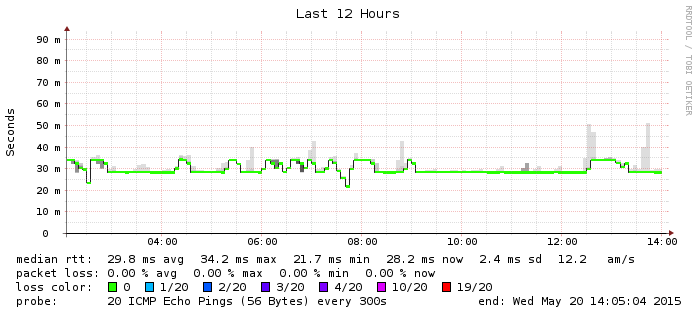 Last 12 Hours
RRDTOOL / TOBI OETIKER
Seconds
90 m
80 m
70 m
60 m
50 m
40 m
30 m
20 m
10 m
0
04:00 06:00 08:00 10:00 12:00 14:00
median rtt: 29.8 ms avg 34.2 ms max 21.7 ms min 28.2 ms now 2.4 ms sd 12.2 am/s
packet loss: 0.00 % avg 0.00 % max 0.00 % min 0.00 % now
loss color: 0 1/20 2/20 3/20 4/20 10/20 19/20
probe: 20 ICMP Echo Pings (56 Bytes) every 300s end: Wed May 20 14:05:04 2015